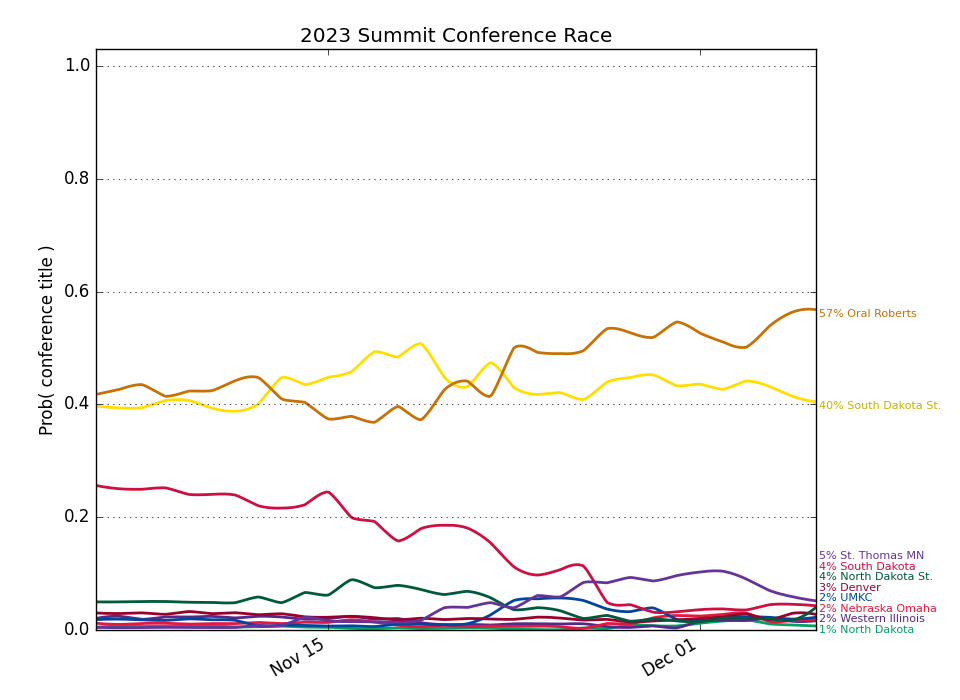 2023 Summit Conference Race
Prob( conference title )
1.0
0.8
0.6
0.4
0.2
0.0
Nov 15
Dec 01
57% Oral Roberts
40% South Dakota St.
5% St. Thomas MN
4% South Dakota
4% North Dakota St.
3% Denver
2% UMKC
2% Nebraska Omaha
2% Western Illinois
1% North Dakota